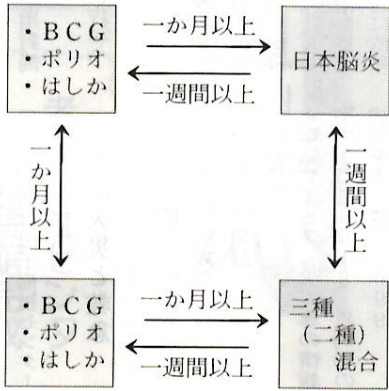 ・BCG
・ポリオ
・はしか
一か月以上
一週間以上
日本脳炎
一か月以上
一週間以上
・BCG
・ポリオ
・はしか
一か月以上
一週間以上
三種
(二種)
混合